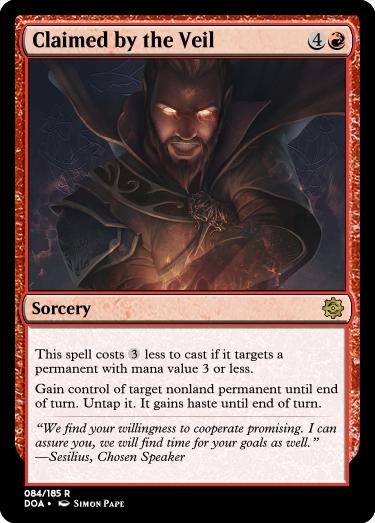 Claimed by the Veil 4
Sorcery
This spell costs 3 less to cast if it targets a
permanent with mana value 3 or less.
Gain control of target nonland permanent until end
of turn. Untap it. It gains haste until end of turn.
“We find your willingness to cooperate promising. I can
assure you, we will find time for your goals as well.”
—Sesilius, Chosen Speaker
084/185 R
DOA • Simon Pape